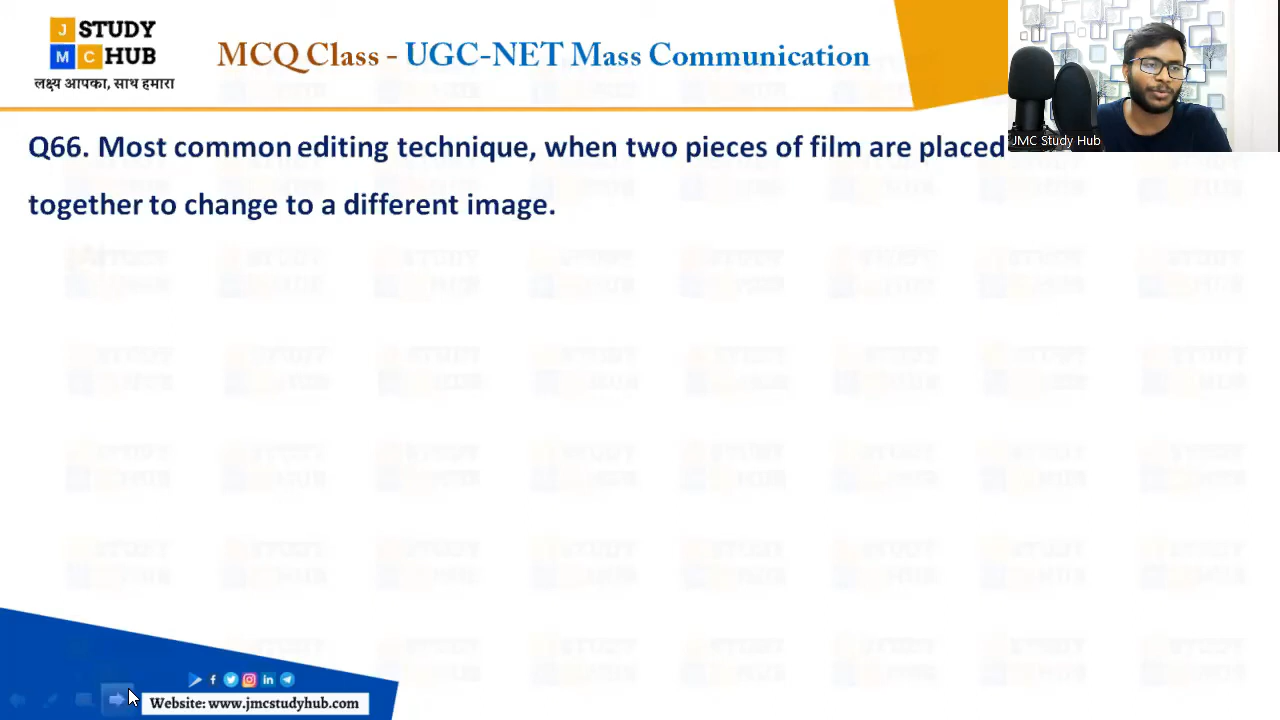 J STUDY
M C HUB
लक्ष्य आपका, साथ हमारा
MCQ Class - UGC-NET Mass Communication
JMC Study Hub
Q66. Most common editing technique, when two pieces of film are placed
together to change to a different image.
Website: www.jmcstudyhub.com